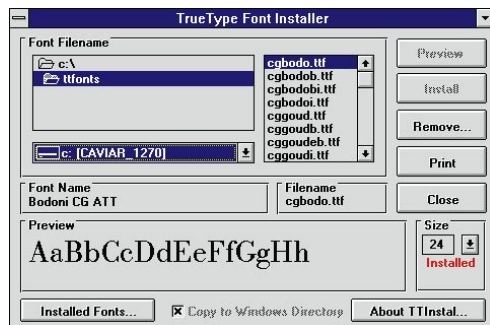 TrueType Font Installer
Font Filename
c:\
ttfonts
c: [CAVIAR_1270]
cgbodo.ttf
cgbodob.ttf
cgbodobi.ttf
cgbodoi.ttf
cggoud.ttf
cggoudb.ttf
cggoudeb.ttf
cggoudi.ttf
Preview
Install
Remove...
Print
Close
Font Name
Bodoni CG ATT
Filename
cgbodo.ttf
Preview
AaBbCcDdEeFfGgHh
Size
24
Installed
Installed Fonts...
Copy to Windows Directory
About TTInstal...